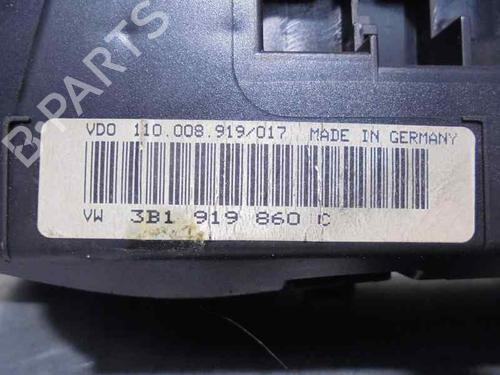 B-PARTS
VDO 110.008.919/017 MADE IN GERMANY
VW 3B1 919 860 C